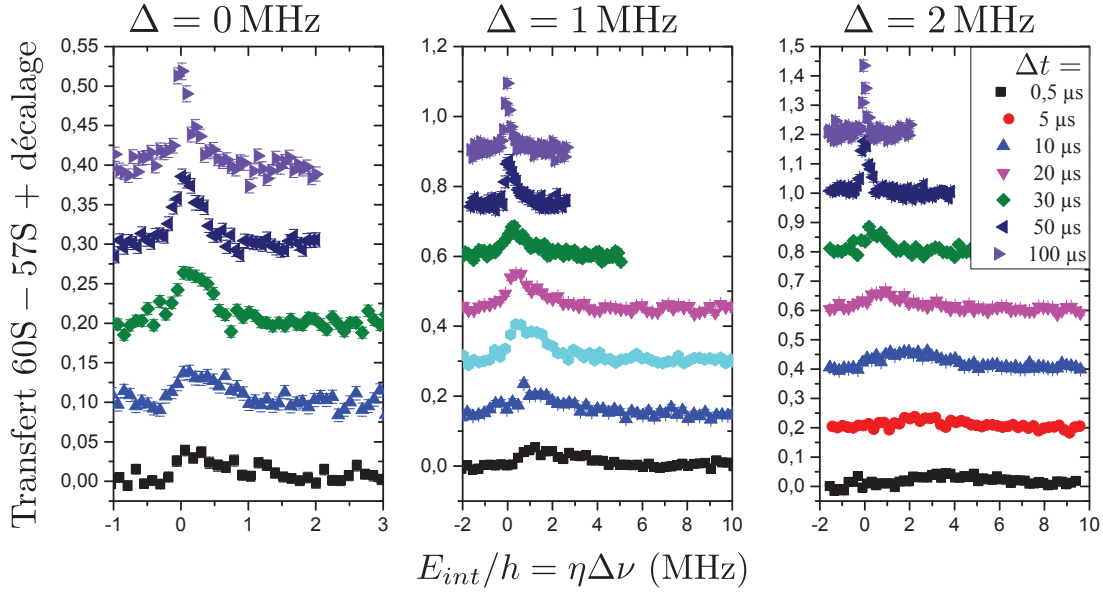 Δ = 0 MHz
Δ = 1 MHz
Δ = 2 MHz
Transfert 60S − 57S + décalage
0,55
0,50
0,45
0,40
0,35
0,30
0,25
0,20
0,15
0,10
0,05
0,00
-1 0 1 2 3
1,2
1,0
0,8
0,6
0,4
0,2
0,0
-2 0 2 4 6 8 10
1,5
1,4
1,3
1,2
1,1
1,0
0,9
0,8
0,7
0,6
0,5
0,4
0,3
0,2
0,1
0,0
-2 0 2 4 6 8 10
Δt =
0,5 µs
5 µs
10 µs
20 µs
30 µs
50 µs
100 µs
E_int/h = ηΔν (MHz)